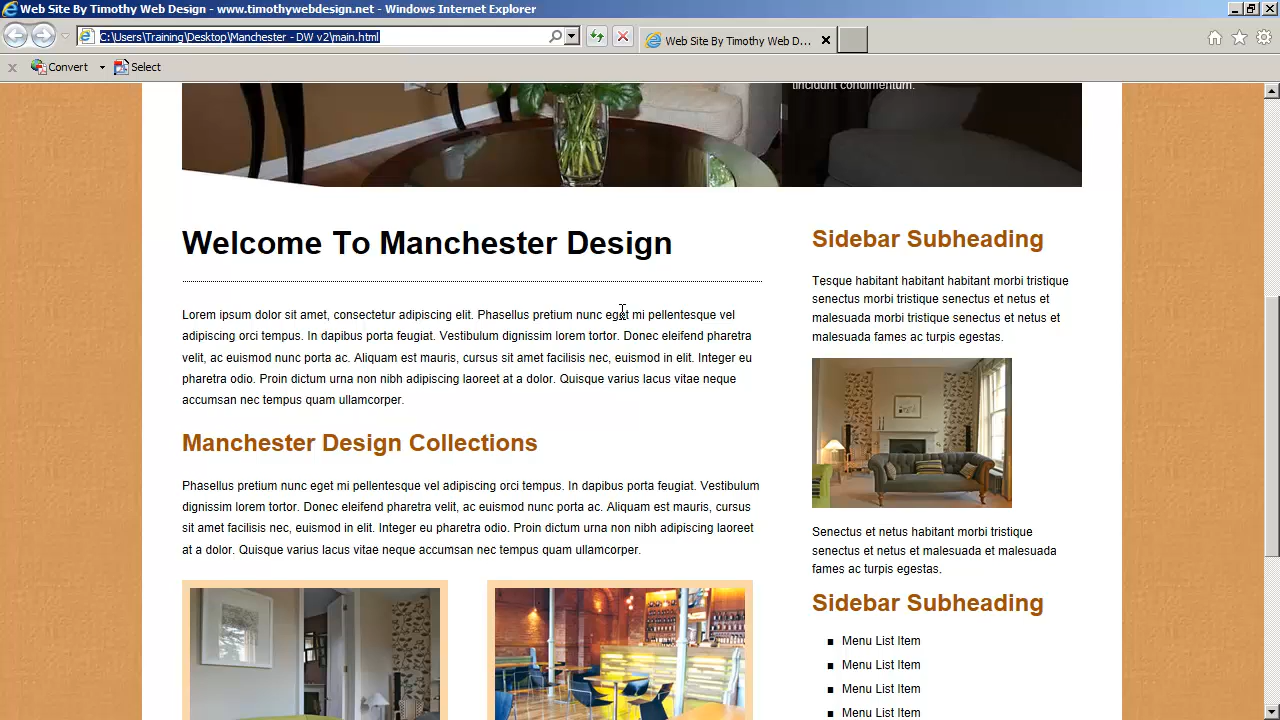 Web Site By Timothy Web Design - www.timothywebdesign.net - Windows Internet Explorer
C:\Users\Training\Desktop\Manchester - DW v2\main.html
Web Site By Timothy Web D...
Convert
Select
tincidunt condimentum.
Welcome To Manchester Design
Lorem ipsum dolor sit amet, consectetur adipiscing elit. Phasellus pretium nunc eget mi pellentesque vel
adipiscing orci tempus. In dapibus porta feugiat. Vestibulum dignissim lorem tortor. Donec eleifend pharetra
velit, ac euismod nunc porta ac. Aliquam est mauris, cursus sit amet facilisis nec, euismod in elit. Integer eu
pharetra odio. Proin dictum urna non nibh adipiscing laoreet at a dolor. Quisque varius lacus vitae neque
accumsan nec tempus quam ullamcorper.
Manchester Design Collections
Phasellus pretium nunc eget mi pellentesque vel adipiscing orci tempus. In dapibus porta feugiat. Vestibulum
dignissim lorem tortor. Donec eleifend pharetra velit, ac euismod nunc porta ac. Aliquam est mauris, cursus
sit amet facilisis nec, euismod in elit. Integer eu pharetra odio. Proin dictum urna non nibh adipiscing laoreet
at a dolor. Quisque varius lacus vitae neque accumsan nec tempus quam ullamcorper.
Sidebar Subheading
Tesque habitant habitant habitant morbi tristique
senectus morbi tristique senectus et netus et
malesuada morbi tristique senectus et netus et
malesuada fames ac turpis egestas.
Senectus et netus habitant morbi tristique
senectus et netus et malesuada et malesuada
fames ac turpis egestas.
Sidebar Subheading
Menu List Item
Menu List Item
Menu List Item
Menu List Item